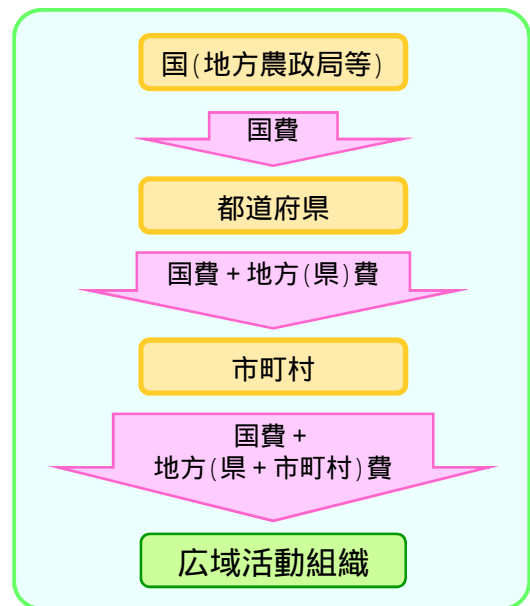 国(地方農政局等)
国費
都道府県
国費+地方(県)費
市町村
国費+
地方(県+市町村)費
広域活動組織